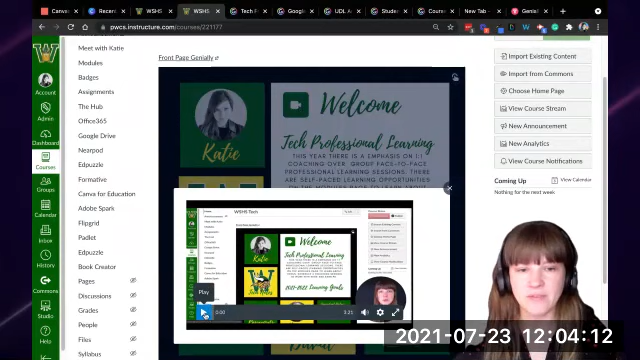 Canva
Recent
WSHS
WSHS
Tech F
Google
UDL A
Stude
Cours
New Tab
Genial
pwcs.instructure.com/courses/221177
Account
Admin
Dashboard
Courses
Groups
Calendar
Inbox
History
Commons
Studio
Meet with Katie
Modules
Badges
Assignments
The Hub
Office365
Google Drive
Nearpod
Edpuzzle
Formative
Canva for Education
Adobe Spark
Flipgrid
Padlet
Edpuzzle
Book Creator
Pages
Discussions
Grades
People
Files
Syllabus
Front Page Genially
Katie
Welcome
Tech Professional Learning
THIS YEAR THERE IS A EMPHASIS ON 1:1
COACHING OVER GROUP FACE-TO-FACE
PROFESSIONAL LEARNING SESSIONS.
THERE ARE SELF-PACED LEARNING
WSHS Tech
Katie
Welcome
Tech Professional Learning
2021-2022 Learning Goals
Play
0:00
3:21
Import Existing Content
Import from Commons
Choose Home Page
View Course Stream
New Announcement
New Analytics
View Course Notifications
Coming Up
View Calendar
Nothing for the next week
2021-07-23 12:04:12